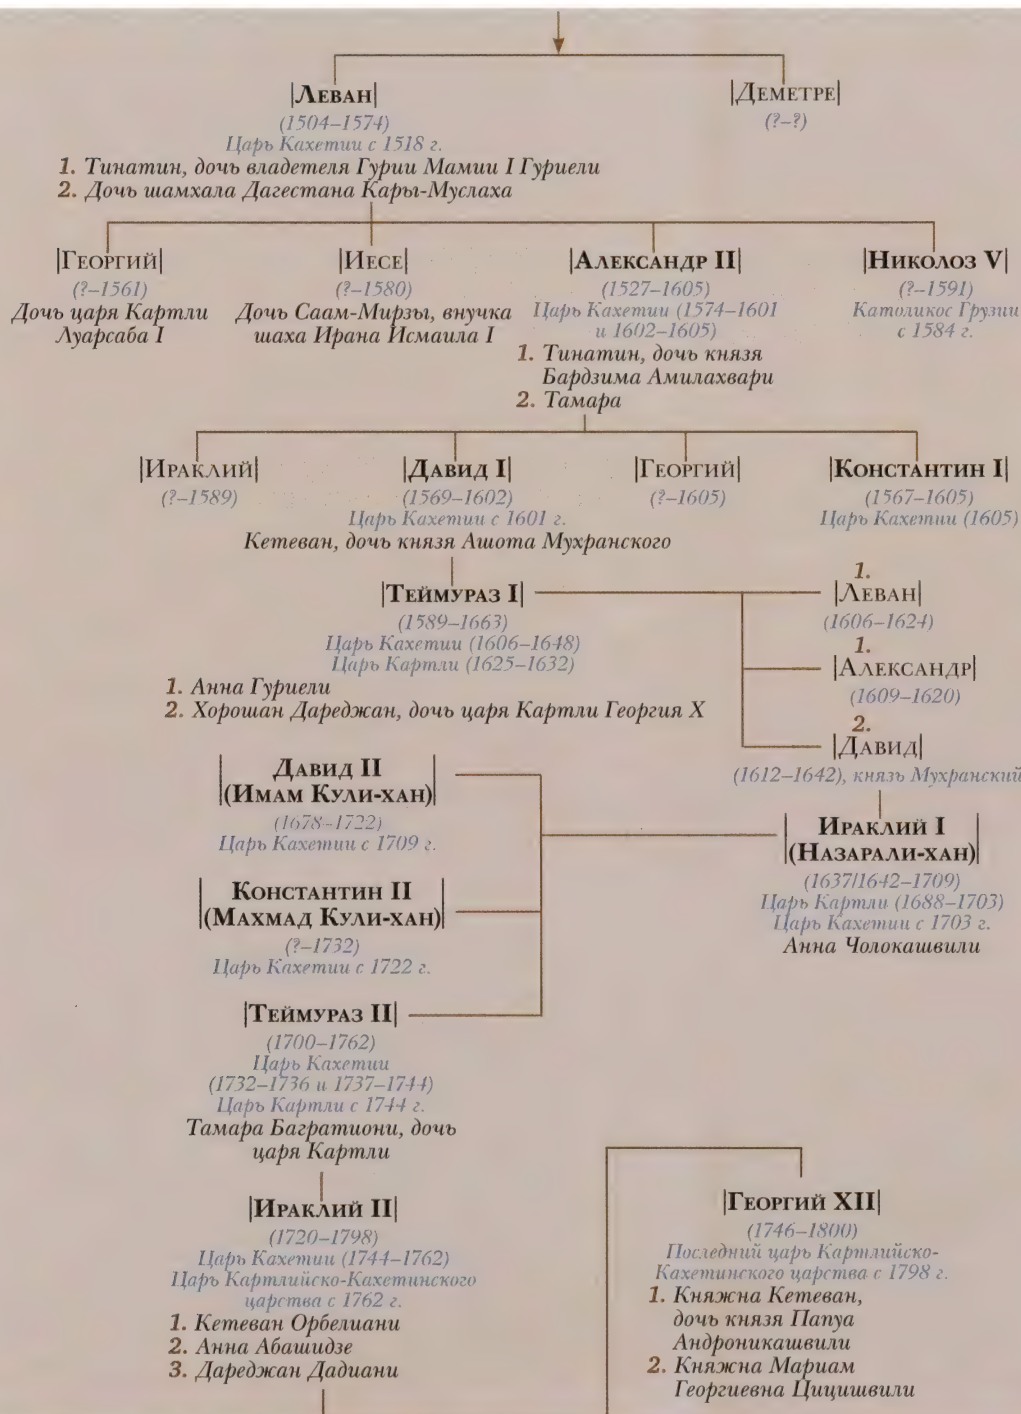 |Леван|
(1504–1574)
Царь Кахетии с 1518 г.
1. Тинатин, дочь владетеля Гурии Мамии I Гуриели
2. Дочь шамхала Дагестана Кары-Муслаха
|Деметре|
(?–?)
|Георгий|
(?–1561)
Дочь царя Картли
Луарсаба I
|Иесе|
(?–1580)
Дочь Саам-Мирзы, внучка
шаха Ирана Исмаила I
|Александр II|
(1527–1605)
Царь Кахетии (1574–1601
и 1602–1605)
1. Тинатин, дочь князя
Бардзима Амилахвари
2. Тамара
|Николоз V|
(?–1591)
Католикос Грузии
с 1584 г.
|Ираклий|
(?–1589)
|Давид I|
(1569–1602)
Царь Кахетии с 1601 г.
Кетеван, дочь князя Ашота Мухранского
|Георгий|
(?–1605)
|Константин I|
(1567–1605)
Царь Кахетии (1605)
|Теймураз I|
(1589–1663)
Царь Кахетии (1606–1648)
Царь Картли (1625–1632)
1. Анна Гуриели
2. Хорошан Дареджан, дочь царя Картли Георгия X
1.
|Леван|
(1606–1624)
1.
|Александр|
(1609–1620)
2.
|Давид|
(1612–1642), князь Мухранский
|Давид II
(Имам Кули-хан)|
(1678–1722)
Царь Кахетии с 1709 г.
|Ираклий I
(Назарали-хан)|
(1637/1642–1709)
Царь Картли (1688–1703)
Царь Кахетии с 1703 г.
Анна Чолокашвили
|Константин II
(Махмад Кули-хан)|
(?–1732)
Царь Кахетии с 1722 г.
|Теймураз II|
(1700–1762)
Царь Кахетии
(1732–1736 и 1737–1744)
Царь Картли с 1744 г.
Тамара Багратиони, дочь
царя Картли
|Ираклий II|
(1720–1798)
Царь Кахетии (1744–1762)
Царь Картлийско-Кахетинского
царства с 1762 г.
1. Кетеван Орбелиани
2. Анна Абашидзе
3. Дареджан Дадиани
|Георгий XII|
(1746–1800)
Последний царь Картлийско-
Кахетинского царства с 1798 г.
1. Княжна Кетеван,
дочь князя Папуа
Андроникашвили
2. Княжна Мариам
Георгиевна Цицишвили